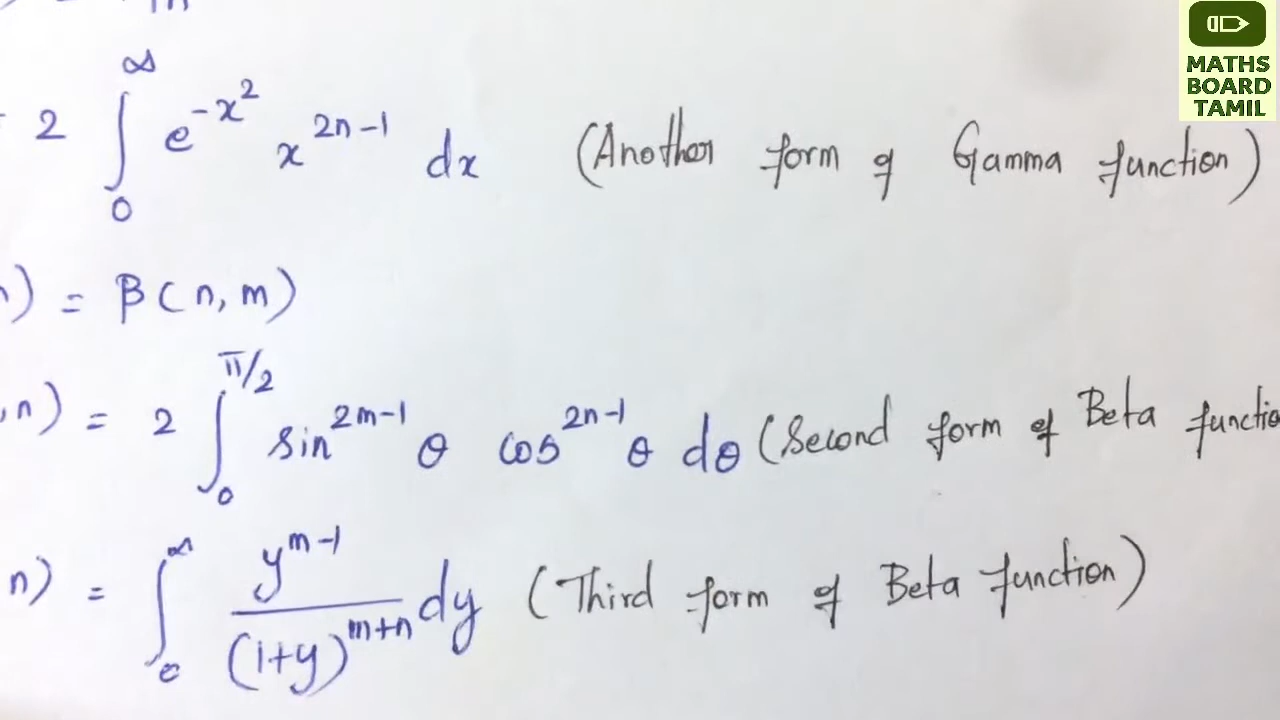 MATHS
BOARD
TAMIL
2 ∫₀^∞ e^{-x²} x^{2n-1} dx (Another form of Gamma function)
) = β(n, m)
,n) = 2 ∫₀^{π/2} sin^{2m-1} θ cos^{2n-1} θ dθ (Second form of Beta functio
n) = ∫₀^∞ y^{m-1}/(1+y)^{m+n} dy (Third form of Beta function)